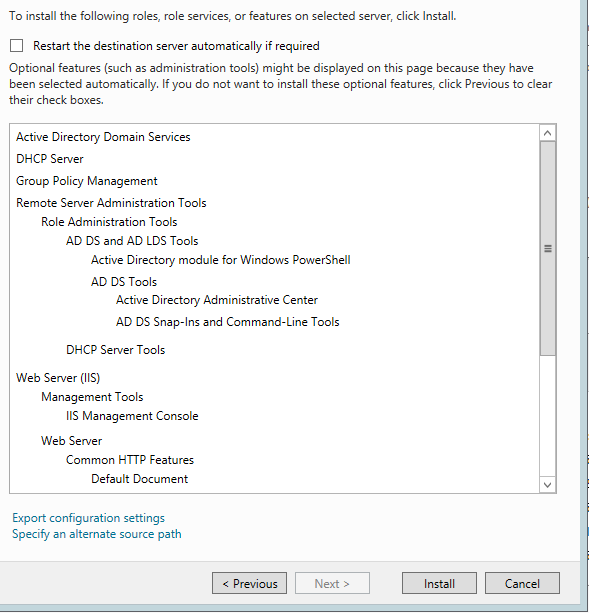 To install the following roles, role services, or features on selected server, click Install.
Restart the destination server automatically if required
Optional features (such as administration tools) might be displayed on this page because they have
been selected automatically. If you do not want to install these optional features, click Previous to clear
their check boxes.
Active Directory Domain Services
DHCP Server
Group Policy Management
Remote Server Administration Tools
Role Administration Tools
AD DS and AD LDS Tools
Active Directory module for Windows PowerShell
AD DS Tools
Active Directory Administrative Center
AD DS Snap-Ins and Command-Line Tools
DHCP Server Tools
Web Server (IIS)
Management Tools
IIS Management Console
Web Server
Common HTTP Features
Default Document
Export configuration settings
Specify an alternate source path
< Previous
Next >
Install
Cancel